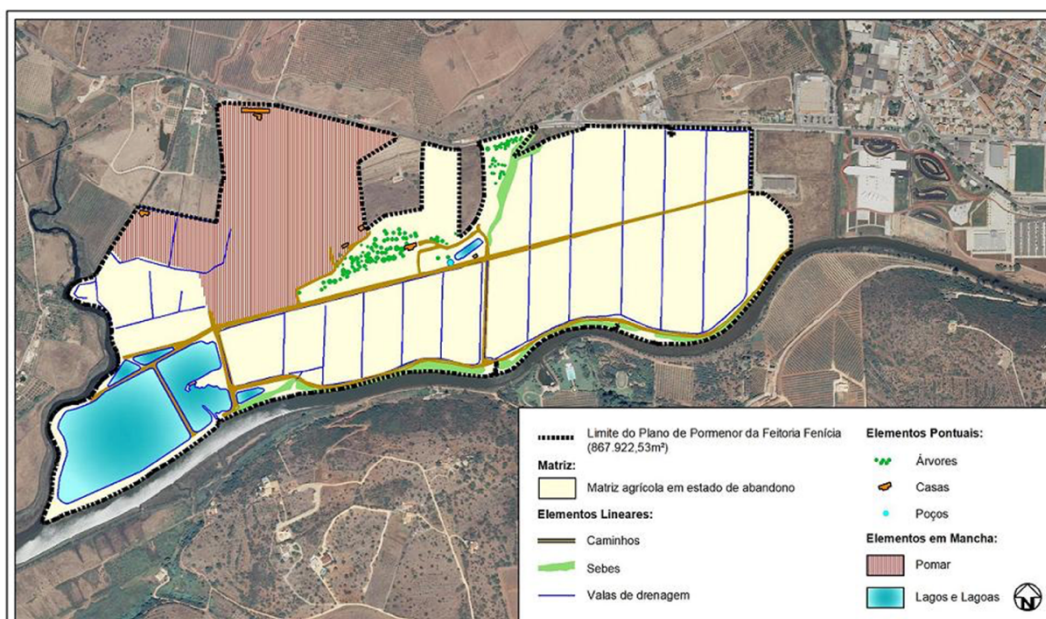 Limite do Plano de Pormenor da Feitoria Fenícia
(867.922,53m²)
Matriz:
Matriz agrícola em estado de abandono
Elementos Lineares:
Caminhos
Sebes
Valas de drenagem
Elementos Pontuais:
Árvores
Casas
Poços
Elementos em Mancha:
Pomar
Lagos e Lagoas
N